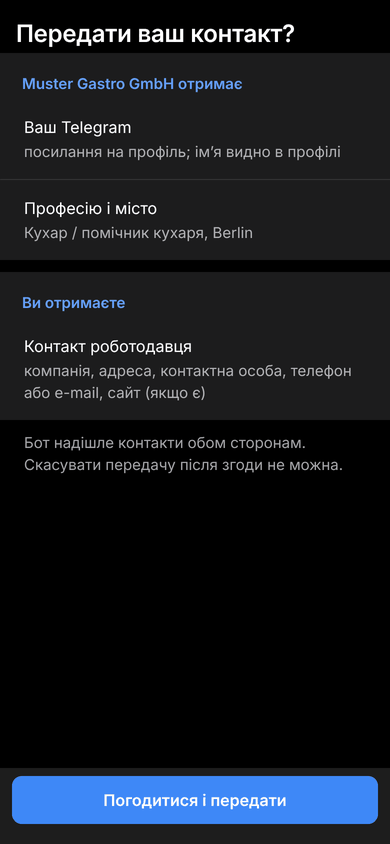 Передати ваш контакт?
Muster Gastro GmbH отримає
Ваш Telegram
посилання на профіль; ім’я видно в профілі
Професію і місто
Кухар / помічник кухаря, Berlin
Ви отримаєте
Контакт роботодавця
компанія, адреса, контактна особа, телефон
або e-mail, сайт (якщо є)
Бот надішле контакти обом сторонам.
Скасувати передачу після згоди не можна.
Погодитися і передати